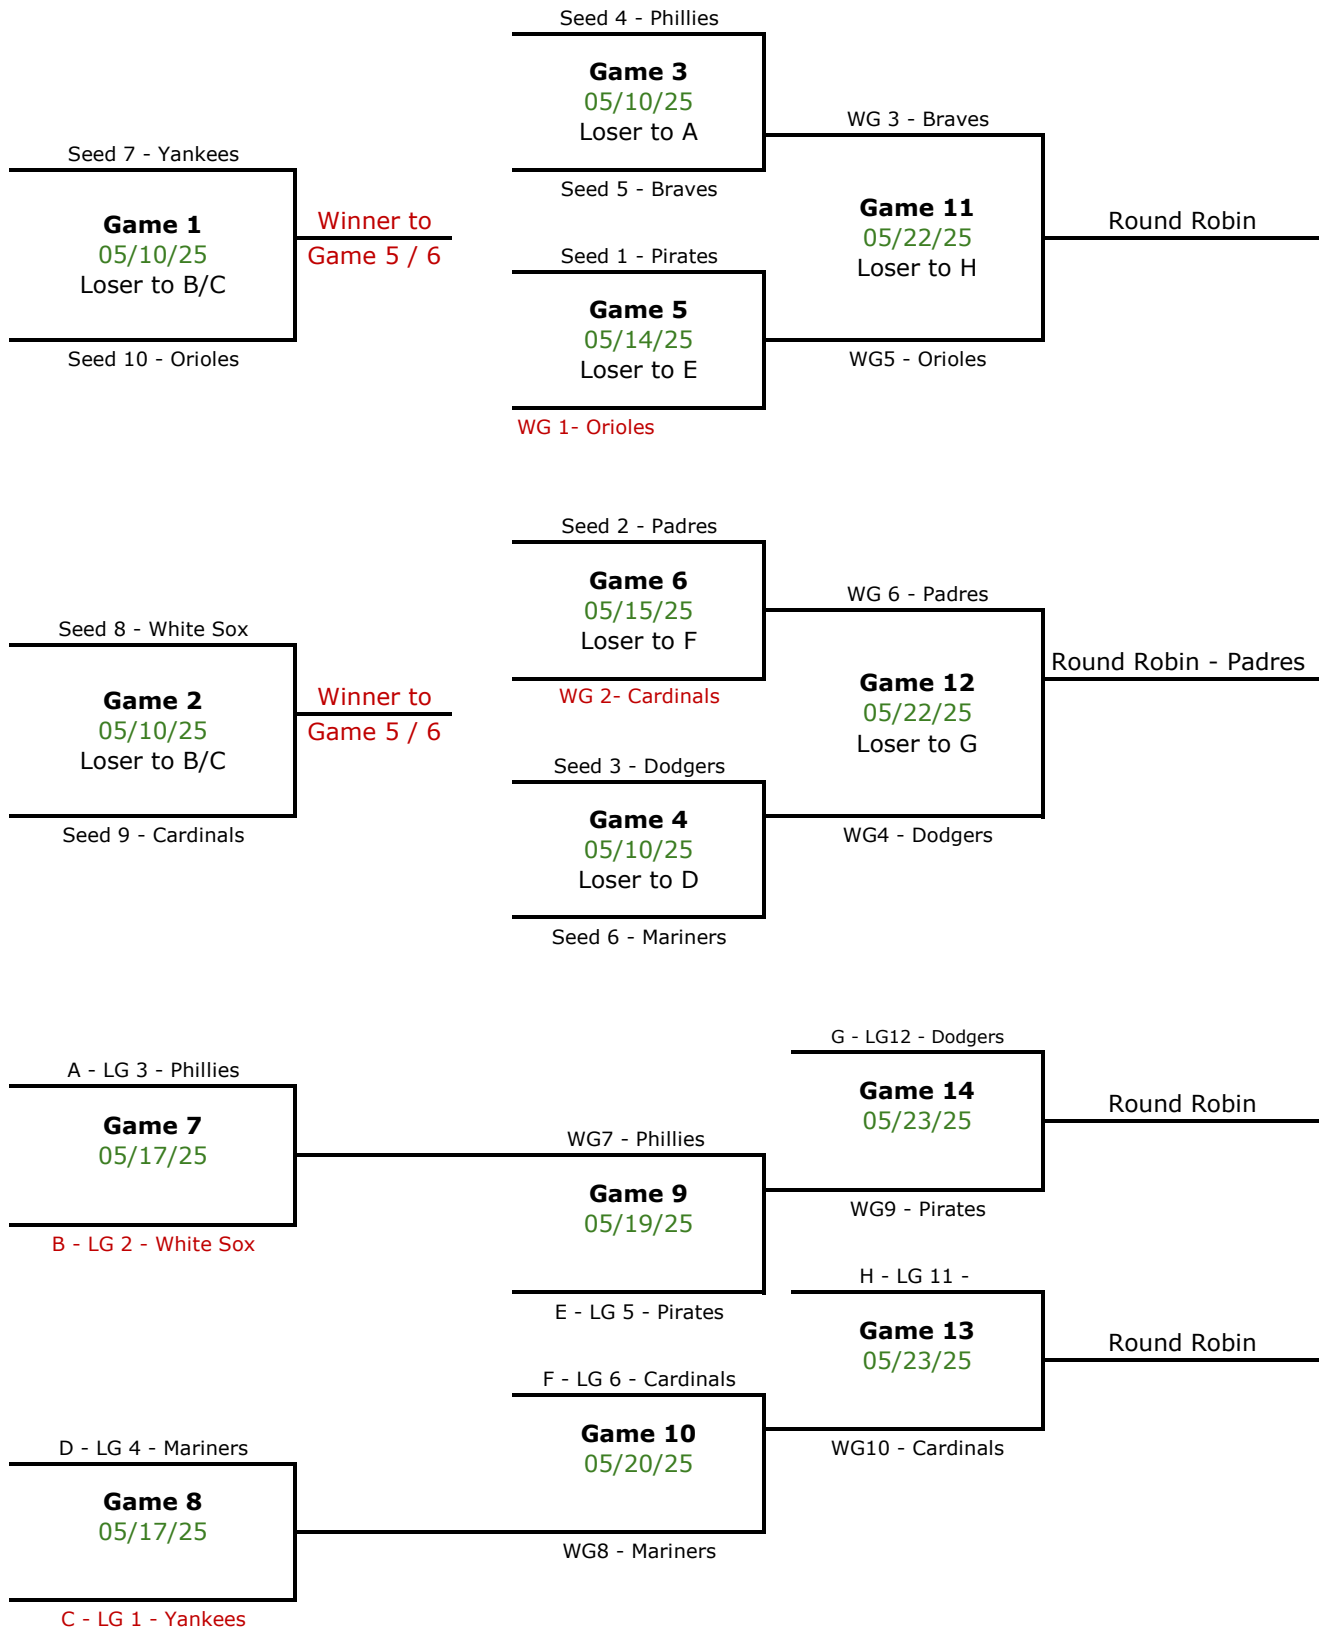 Seed 4 - Phillies
Game 3
05/10/25
Loser to A
Seed 5 - Braves
WG 3 - Braves
Seed 7 - Yankees
Game 1
05/10/25
Loser to B/C
Seed 10 - Orioles
Winner to
Game 5 / 6
Seed 1 - Pirates
Game 5
05/14/25
Loser to E
WG 1- Orioles
Game 11
05/22/25
Loser to H
WG5 - Orioles
Round Robin
Seed 2 - Padres
Game 6
05/15/25
Loser to F
WG 2- Cardinals
WG 6 - Padres
Seed 8 - White Sox
Game 2
05/10/25
Loser to B/C
Seed 9 - Cardinals
Winner to
Game 5 / 6
Seed 3 - Dodgers
Game 4
05/10/25
Loser to D
Seed 6 - Mariners
Game 12
05/22/25
Loser to G
WG4 - Dodgers
Round Robin - Padres
A - LG 3 - Phillies
Game 7
05/17/25
B - LG 2 - White Sox
WG7 - Phillies
Game 9
05/19/25
E - LG 5 - Pirates
G - LG12 - Dodgers
Game 14
05/23/25
WG9 - Pirates
Round Robin
H - LG 11 -
Game 13
05/23/25
WG10 - Cardinals
Round Robin
F - LG 6 - Cardinals
Game 10
05/20/25
WG8 - Mariners
D - LG 4 - Mariners
Game 8
05/17/25
C - LG 1 - Yankees